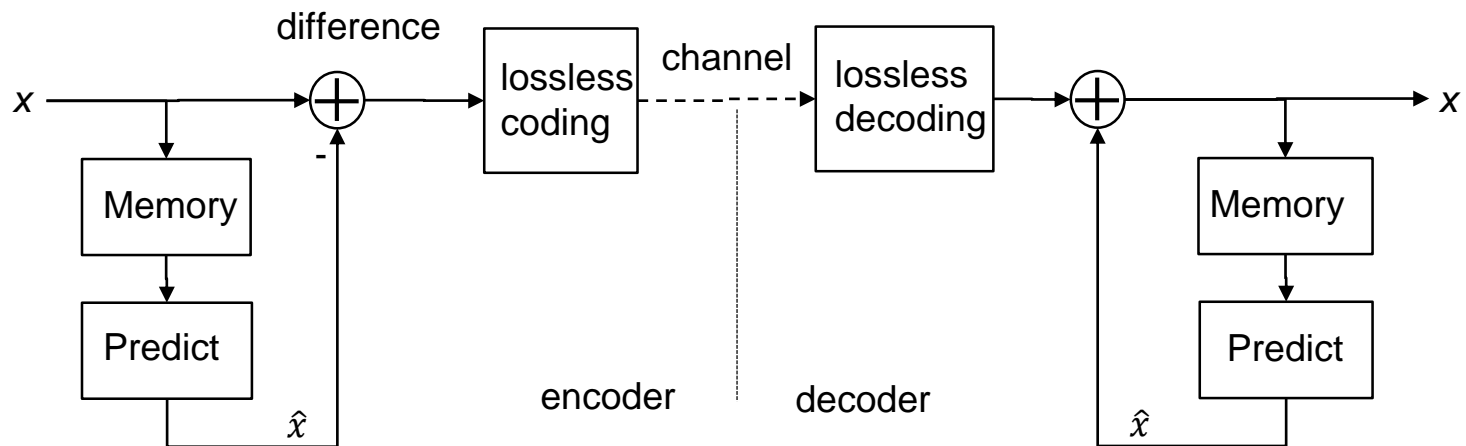 difference
channel
x
lossless
coding
lossless
decoding
x
-
Memory
Memory
Predict
Predict
encoder
decoder
x̂
x̂